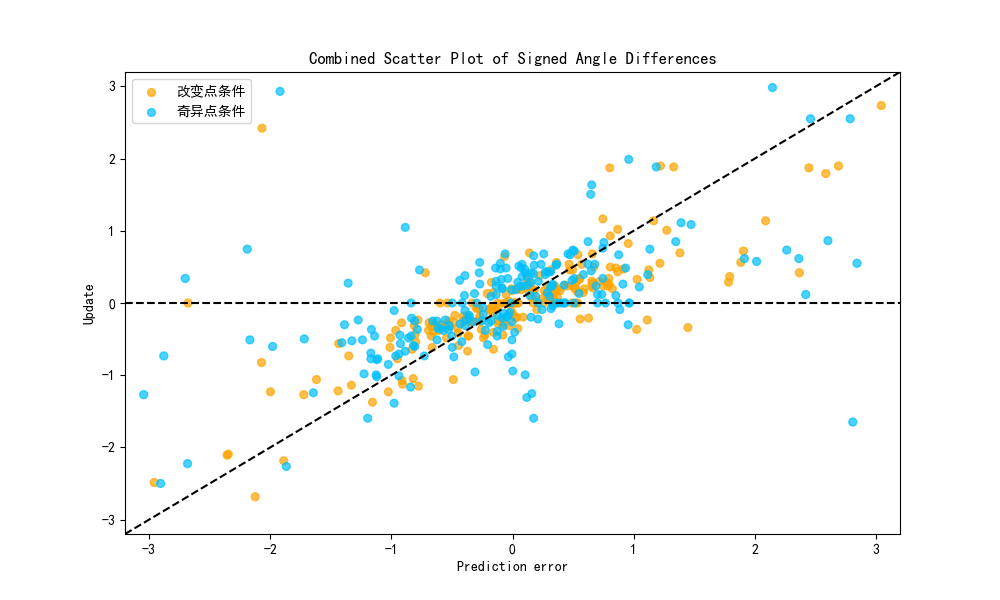 Combined Scatter Plot of Signed Angle Differences
改变点条件
奇异点条件
3
2
1
0
−1
−2
−3
Update
−3 −2 −1 0 1 2 3
Prediction error